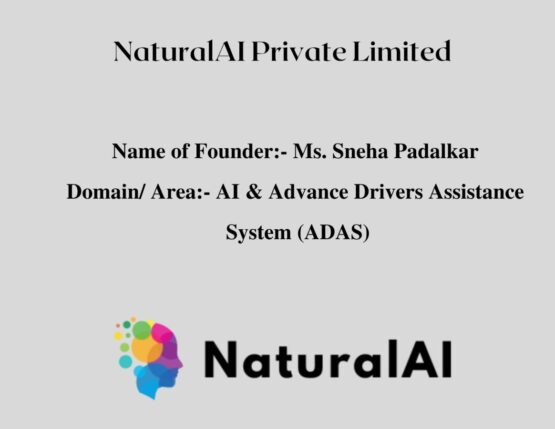 NaturalAI Private Limited
Name of Founder:- Ms. Sneha Padalkar
Domain/ Area:- AI & Advance Drivers Assistance
System (ADAS)
NaturalAI